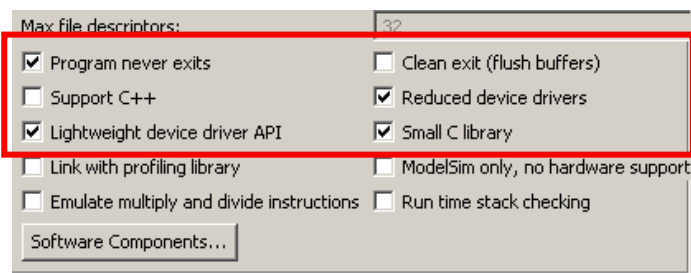 Max file descriptors: 32
Program never exits Clean exit (flush buffers)
Support C++ Reduced device drivers
Lightweight device driver API Small C library
Link with profiling library ModelSim only, no hardware support
Emulate multiply and divide instructions Run time stack checking
Software Components...